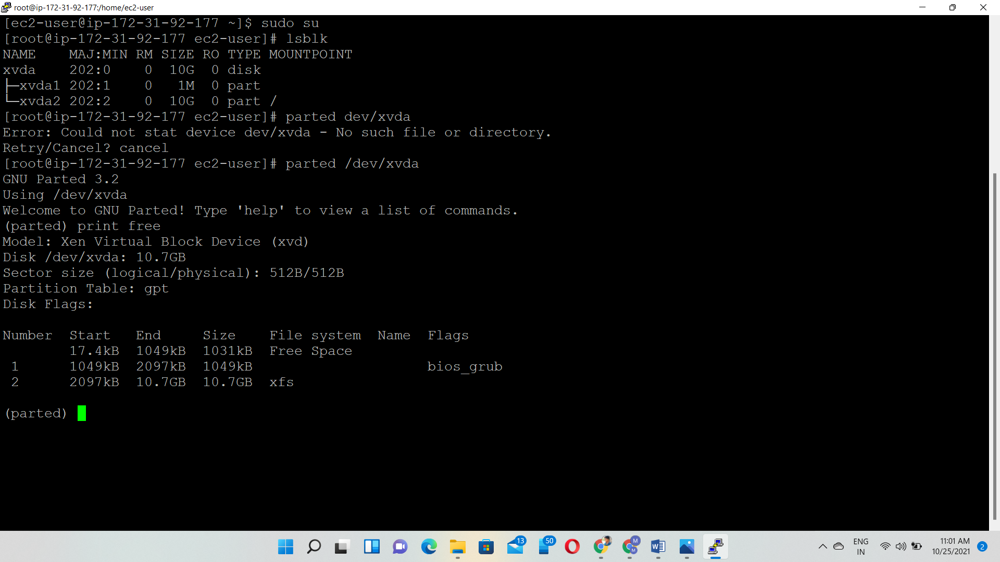 root@ip-172-31-92-177:/home/ec2-user
[ec2-user@ip-172-31-92-177 ~]$ sudo su
[root@ip-172-31-92-177 ec2-user]# lsblk
NAME    MAJ:MIN RM SIZE RO TYPE MOUNTPOINT
xvda    202:0    0  10G  0 disk
├─xvda1 202:1    0   1M  0 part
└─xvda2 202:2    0  10G  0 part /
[root@ip-172-31-92-177 ec2-user]# parted dev/xvda
Error: Could not stat device dev/xvda - No such file or directory.
Retry/Cancel? cancel
[root@ip-172-31-92-177 ec2-user]# parted /dev/xvda
GNU Parted 3.2
Using /dev/xvda
Welcome to GNU Parted! Type 'help' to view a list of commands.
(parted) print free
Model: Xen Virtual Block Device (xvd)
Disk /dev/xvda: 10.7GB
Sector size (logical/physical): 512B/512B
Partition Table: gpt
Disk Flags:
Number  Start   End     Size    File system  Name  Flags
        17.4kB  1049kB  1031kB  Free Space
 1      1049kB  2097kB  1049kB                     bios_grub
 2      2097kB  10.7GB  10.7GB  xfs
(parted)
13
50
M
M
W
ENG
IN
11:01 AM
10/25/2021
2